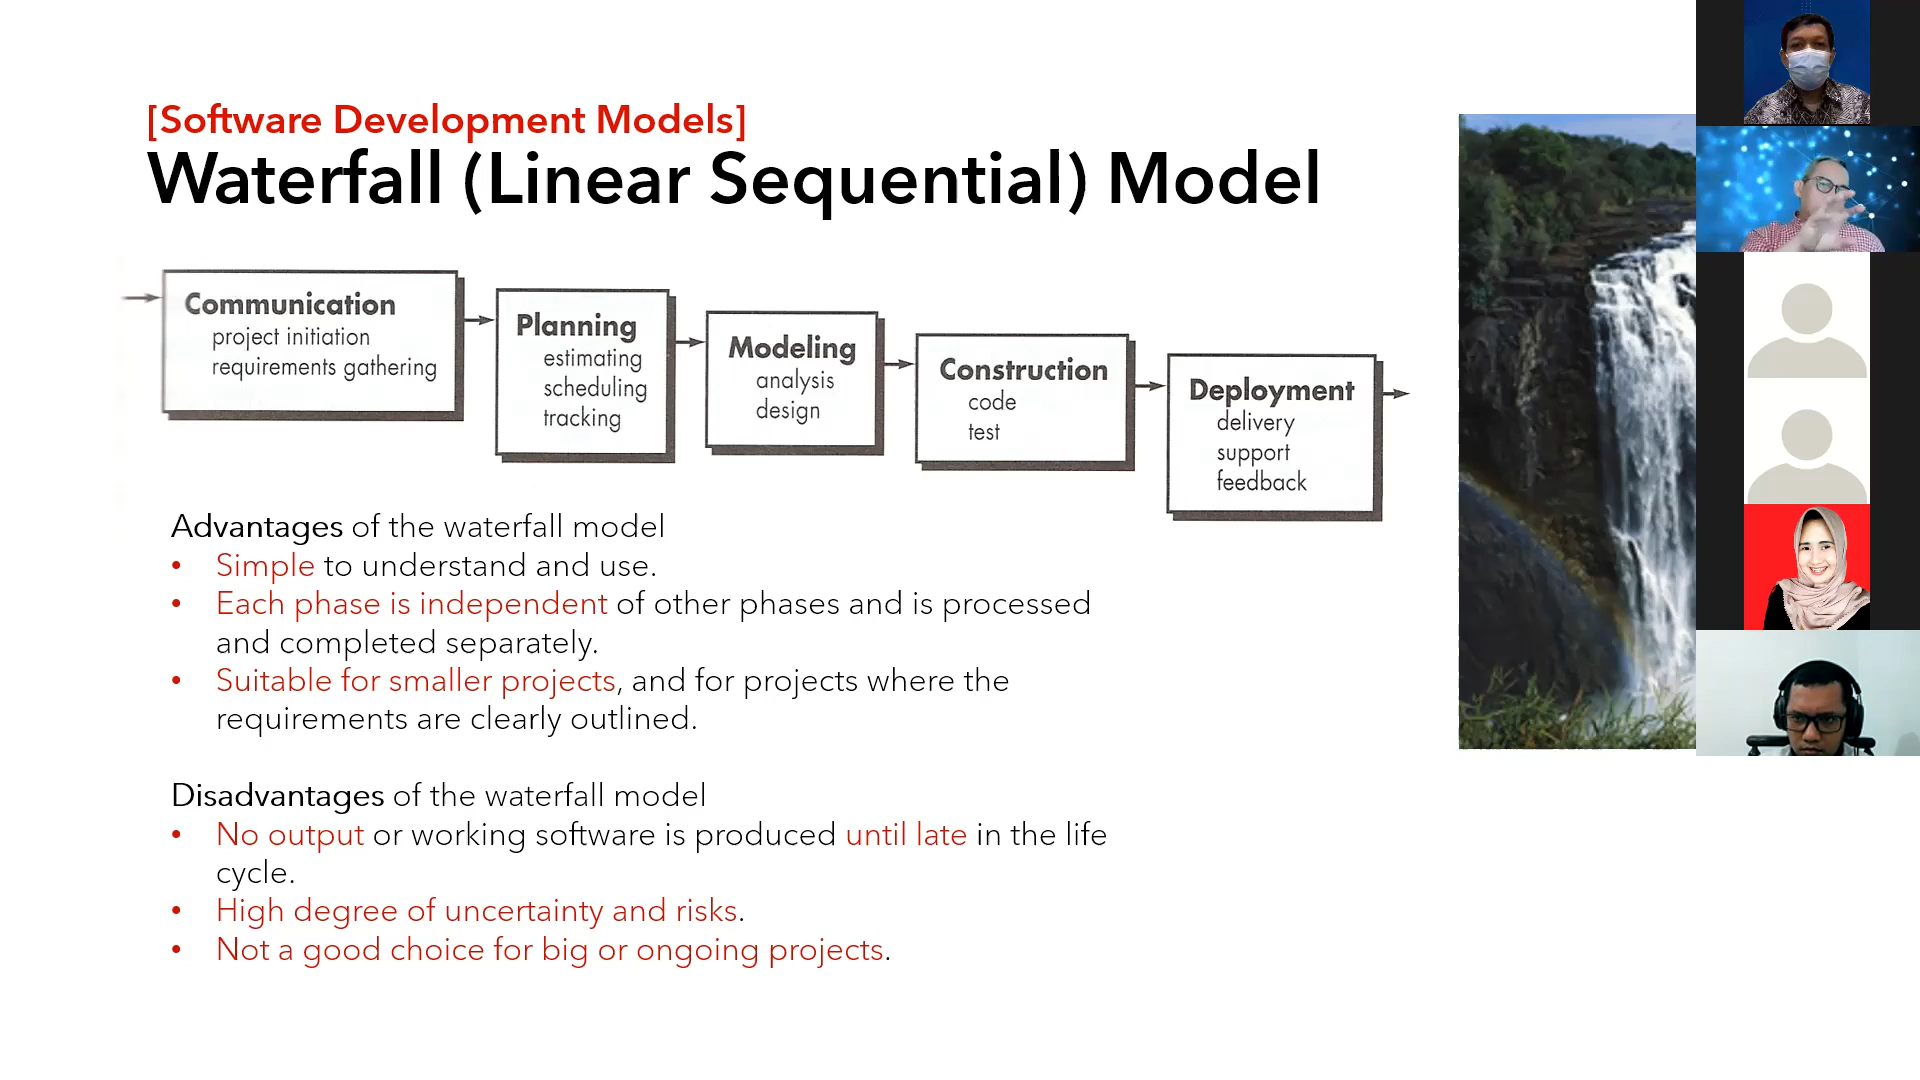 [Software Development Models]
Waterfall (Linear Sequential) Model
Communication
project initiation
requirements gathering
Planning
estimating
scheduling
tracking
Modeling
analysis
design
Construction
code
test
Deployment
delivery
support
feedback
Advantages of the waterfall model
• Simple to understand and use.
• Each phase is independent of other phases and is processed
and completed separately.
• Suitable for smaller projects, and for projects where the
requirements are clearly outlined.
Disadvantages of the waterfall model
• No output or working software is produced until late in the life
cycle.
• High degree of uncertainty and risks.
• Not a good choice for big or ongoing projects.